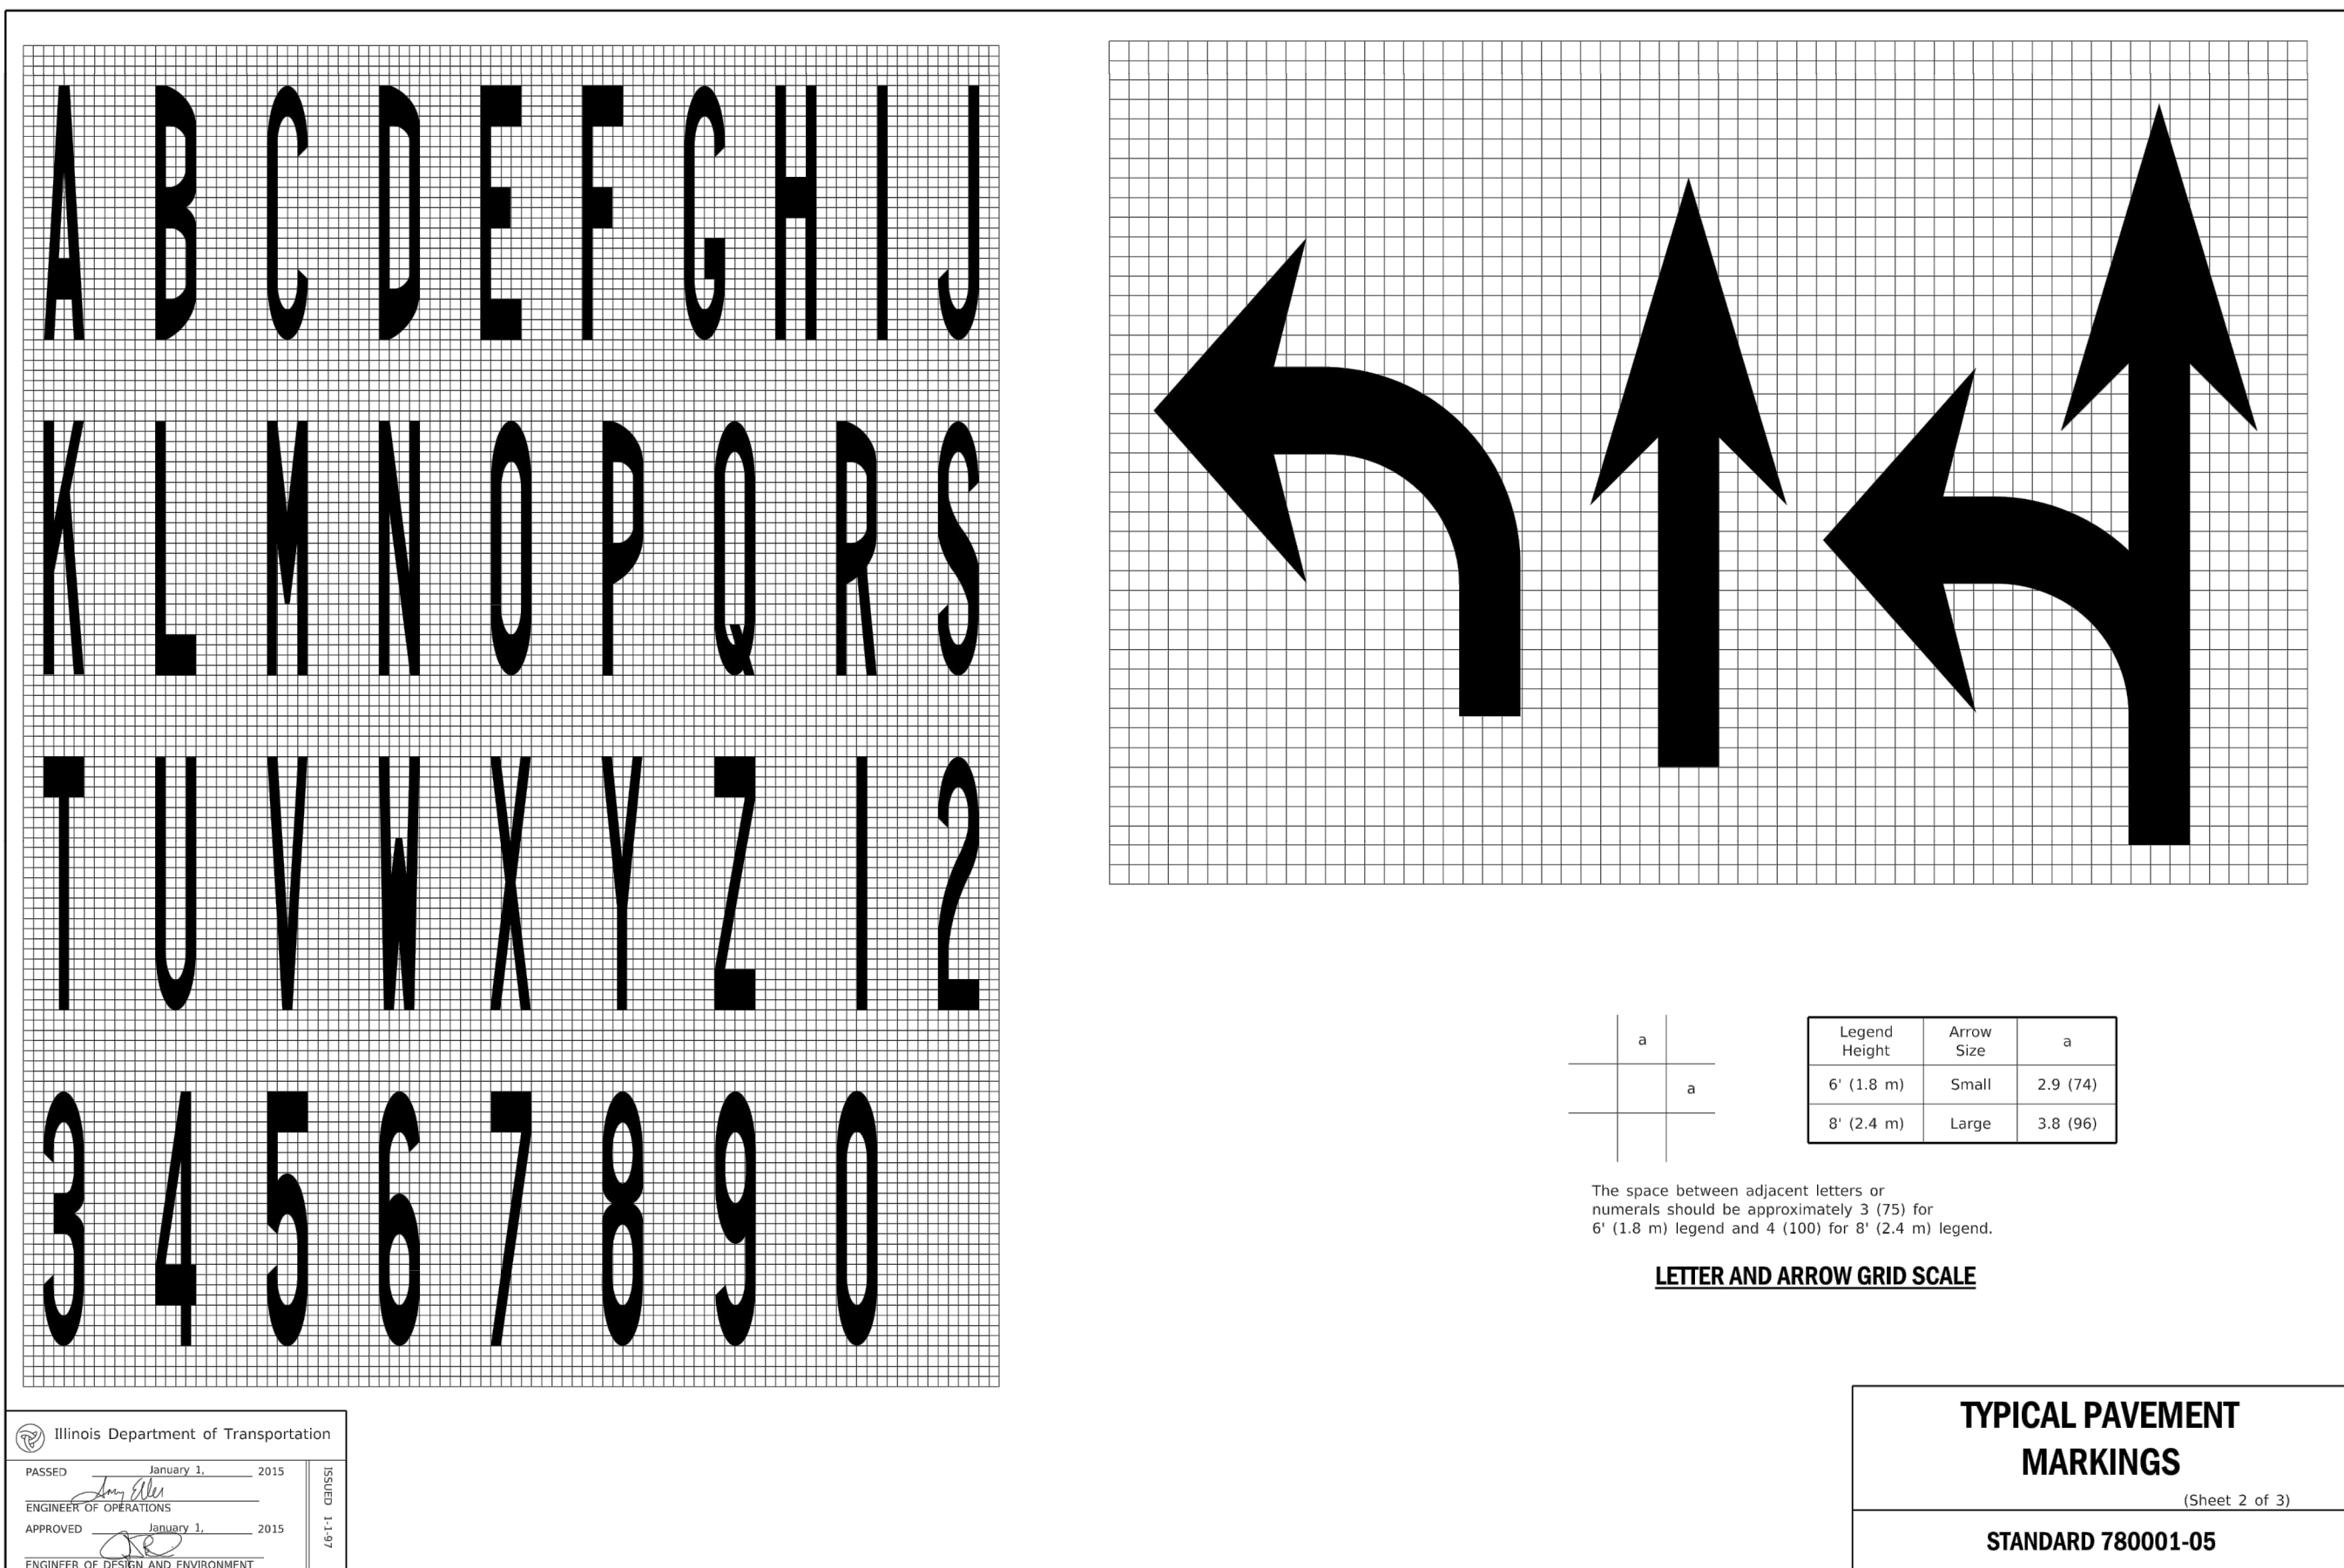 A B C D E F G H I J
K L M N O P Q R S
T U V W X Y Z 1 2
3 4 5 6 7 8 9 0
a
a
Legend Height Arrow Size a
6' (1.8 m) Small 2.9 (74)
8' (2.4 m) Large 3.8 (96)
The space between adjacent letters or
numerals should be approximately 3 (75) for
6' (1.8 m) legend and 4 (100) for 8' (2.4 m) legend.
LETTER AND ARROW GRID SCALE
Illinois Department of Transportation
PASSED January 1, 2015
Amy Eller
ENGINEER OF OPERATIONS
APPROVED January 1, 2015
ENGINEER OF DESIGN AND ENVIRONMENT
ISSUED 1-1-97
TYPICAL PAVEMENT
MARKINGS
(Sheet 2 of 3)
STANDARD 780001-05